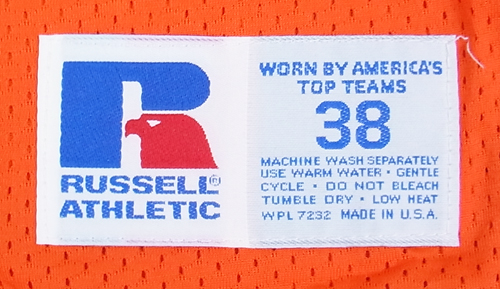 R
RUSSELL®
ATHLETIC
WORN BY AMERICA'S
TOP TEAMS
38
MACHINE WASH SEPARATELY
USE WARM WATER · GENTLE
CYCLE · DO NOT BLEACH
TUMBLE DRY · LOW HEAT
WPL 7232 MADE IN U.S.A.